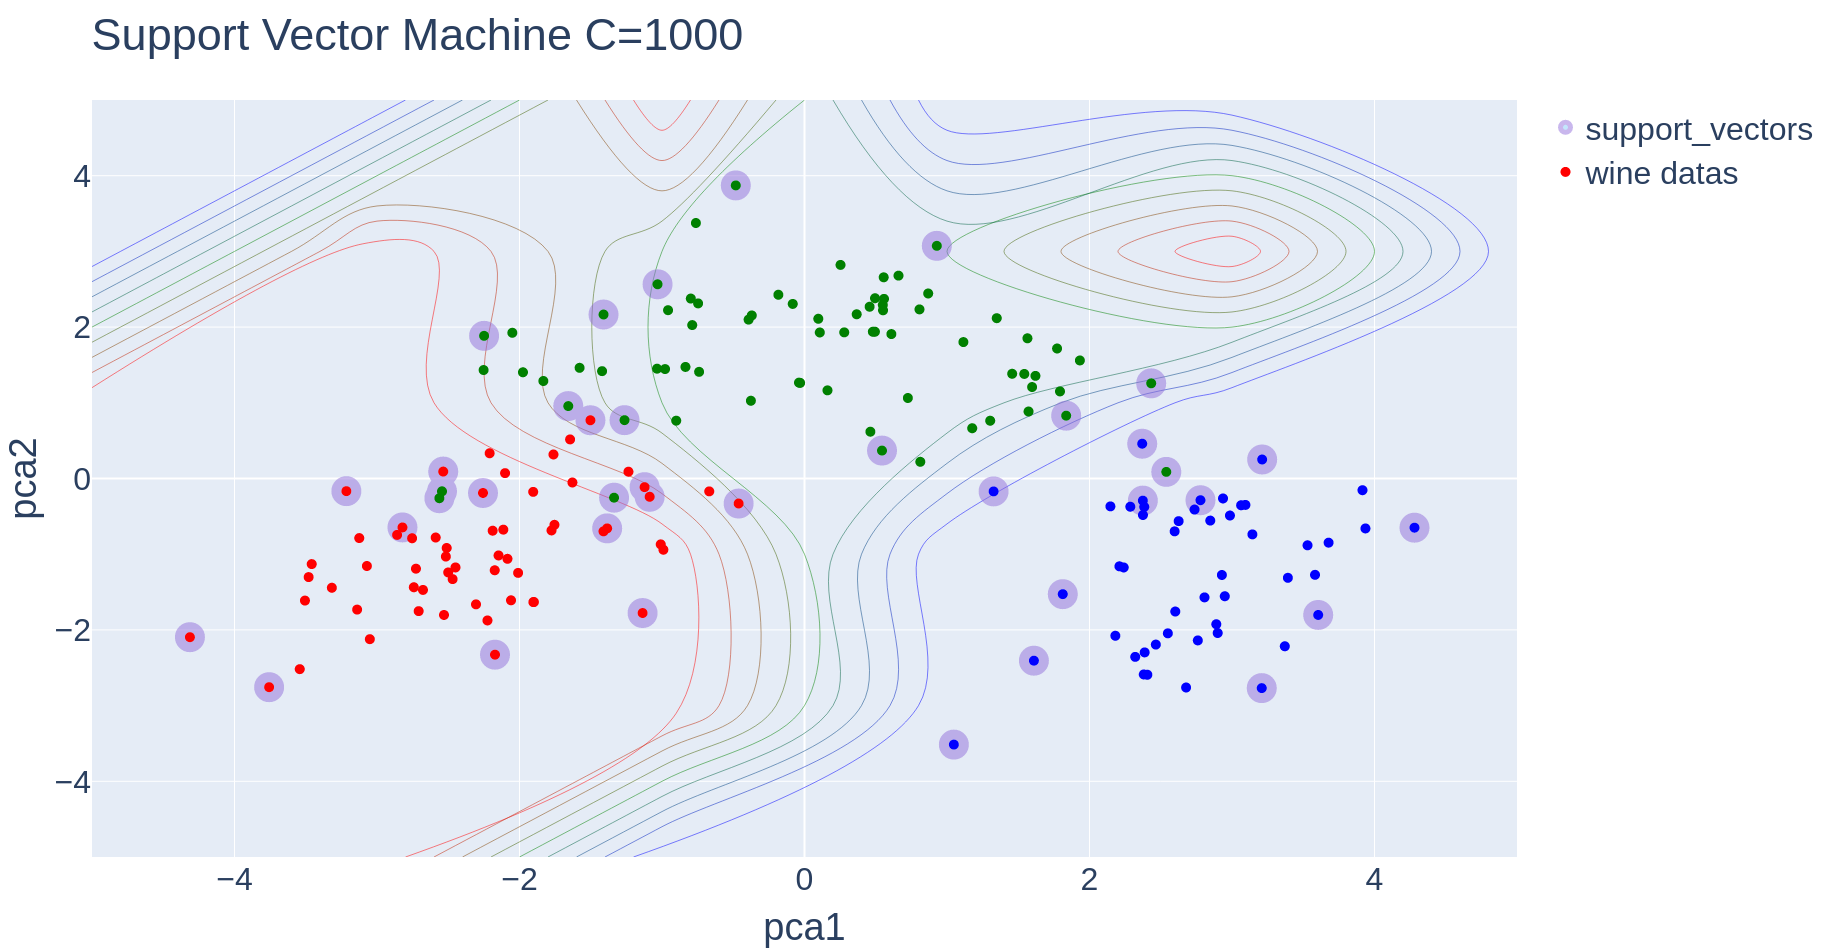 Support Vector Machine C=1000
support_vectors
wine datas
4
2
0
−2
−4
pca2
−4
−2
0
2
4
pca1